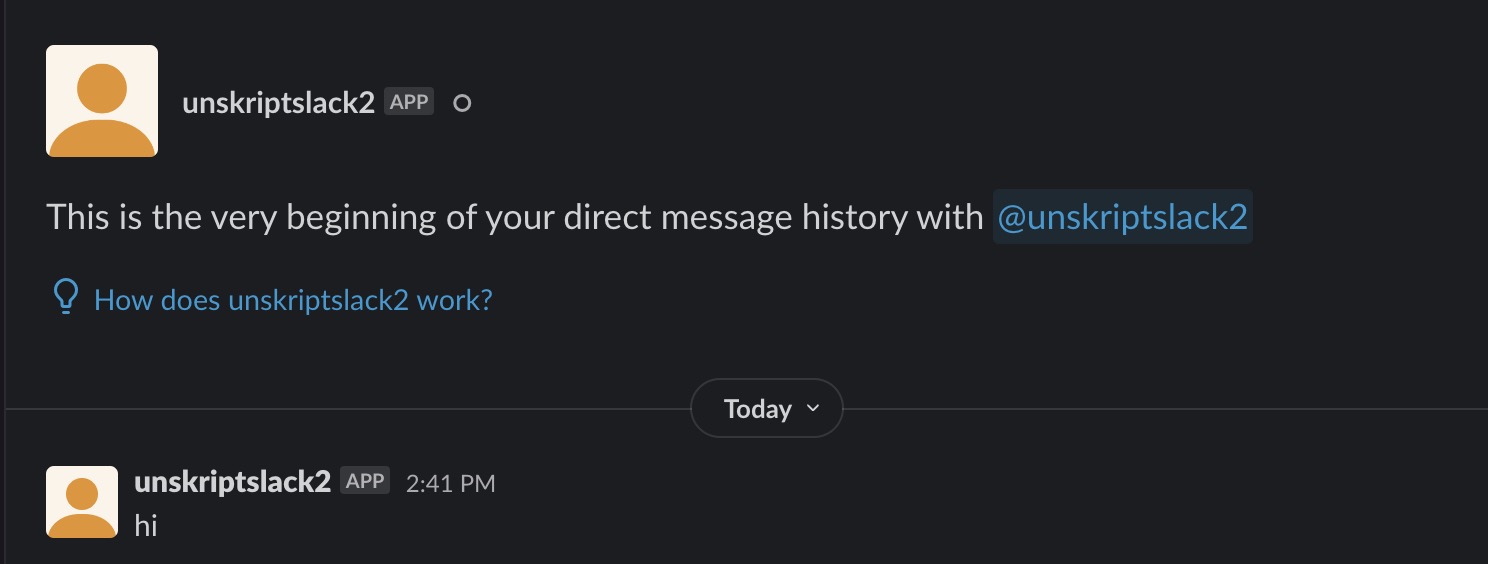 unskriptslack2 APP
This is the very beginning of your direct message history with @unskriptslack2
How does unskriptslack2 work?
Today
unskriptslack2 APP 2:41 PM
hi